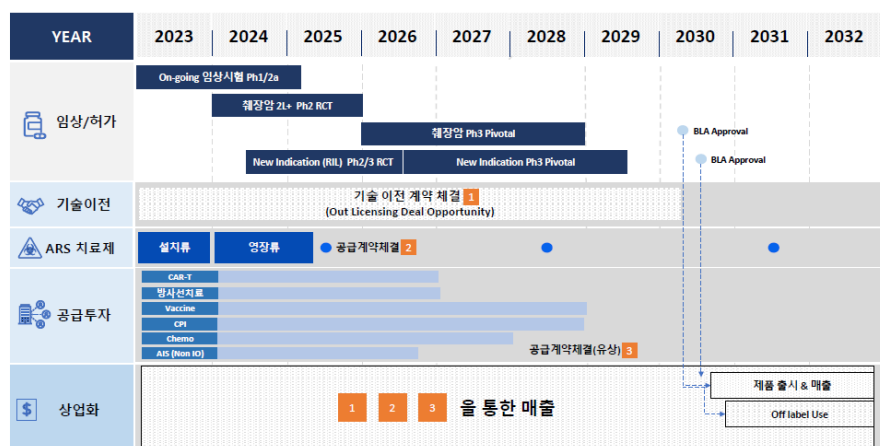 YEAR 2023 2024 2025 2026 2027 2028 2029 2030 2031 2032
임상/허가
On-going 임상시험 Ph1/2a
췌장암 2L+ Ph2 RCT
췌장암 Ph3 Pivotal
BLA Approval
New Indication (RIL) Ph2/3 RCT
New Indication Ph3 Pivotal
BLA Approval
기술이전
기술 이전 계약 체결 1
(Out Licensing Deal Opportunity)
ARS 치료제
설치류
영장류
공급계약체결 2
공급투자
CAR-T
방사선치료
Vaccine
CPI
Chemo
AIS (Non IO)
공급계약체결(유상) 3
$ 상업화
1 2 3 을 통한 매출
제품 출시 & 매출
Off label Use